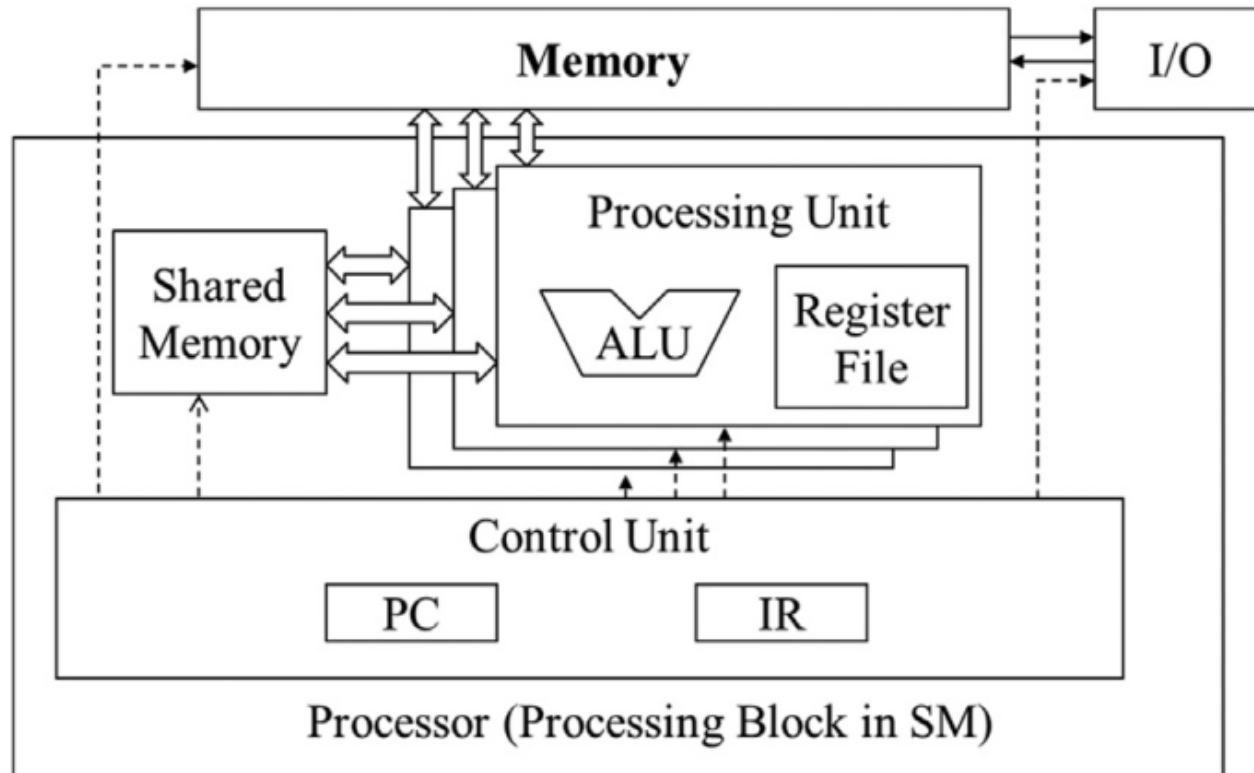 Memory
I/O
Processing Unit
Shared
Memory
ALU
Register
File
Control Unit
PC
IR
Processor (Processing Block in SM)